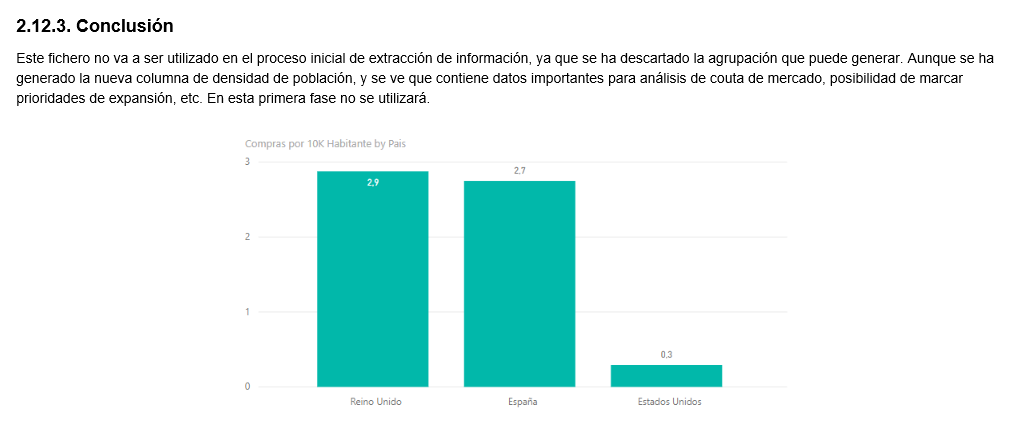 2.12.3. Conclusión
Este fichero no va a ser utilizado en el proceso inicial de extracción de información, ya que se ha descartado la agrupación que puede generar. Aunque se ha
generado la nueva columna de densidad de población, y se ve que contiene datos importantes para análisis de couta de mercado, posibilidad de marcar
prioridades de expansión, etc. En esta primera fase no se utilizará.
Compras por 10K Habitante by Pais
3
2,9
2,7
2
1
0,3
0
Reino Unido
España
Estados Unidos